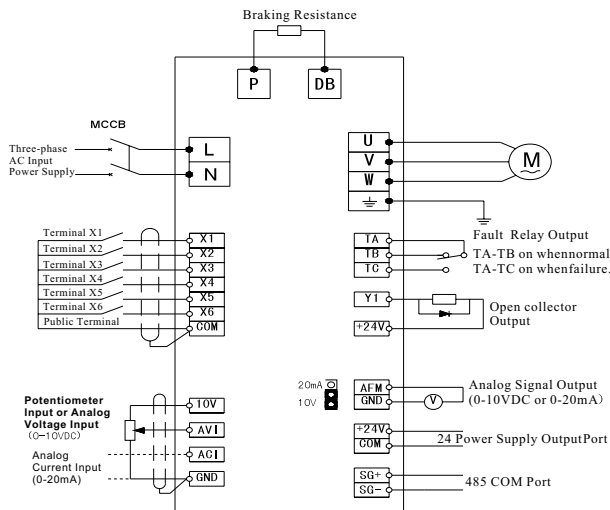 Braking Resistance
P
DB
MCCB
Three-phase
AC Input
Power Supply
L
N
U
V
W
M
Terminal X1
Terminal X2
Terminal X3
Terminal X4
Terminal X5
Terminal X6
Public Terminal
X1
X2
X3
X4
X5
X6
COM
TA
TB
TC
Fault Relay Output
TA-TB on whennormal
TA-TC on whenfailure.
Y1
+24V
Open collector
Output
20mA
10V
AFM
GND
V
Analog Signal Output
(0-10VDC or 0-20mA)
Potentiometer
Input or Analog
Voltage Input
(0-10VDC)
Analog
Current Input
(0-20mA)
10V
AVI
ACI
GND
+24V
COM
24 Power Supply OutputPort
SG+
SG-
485 COM Port